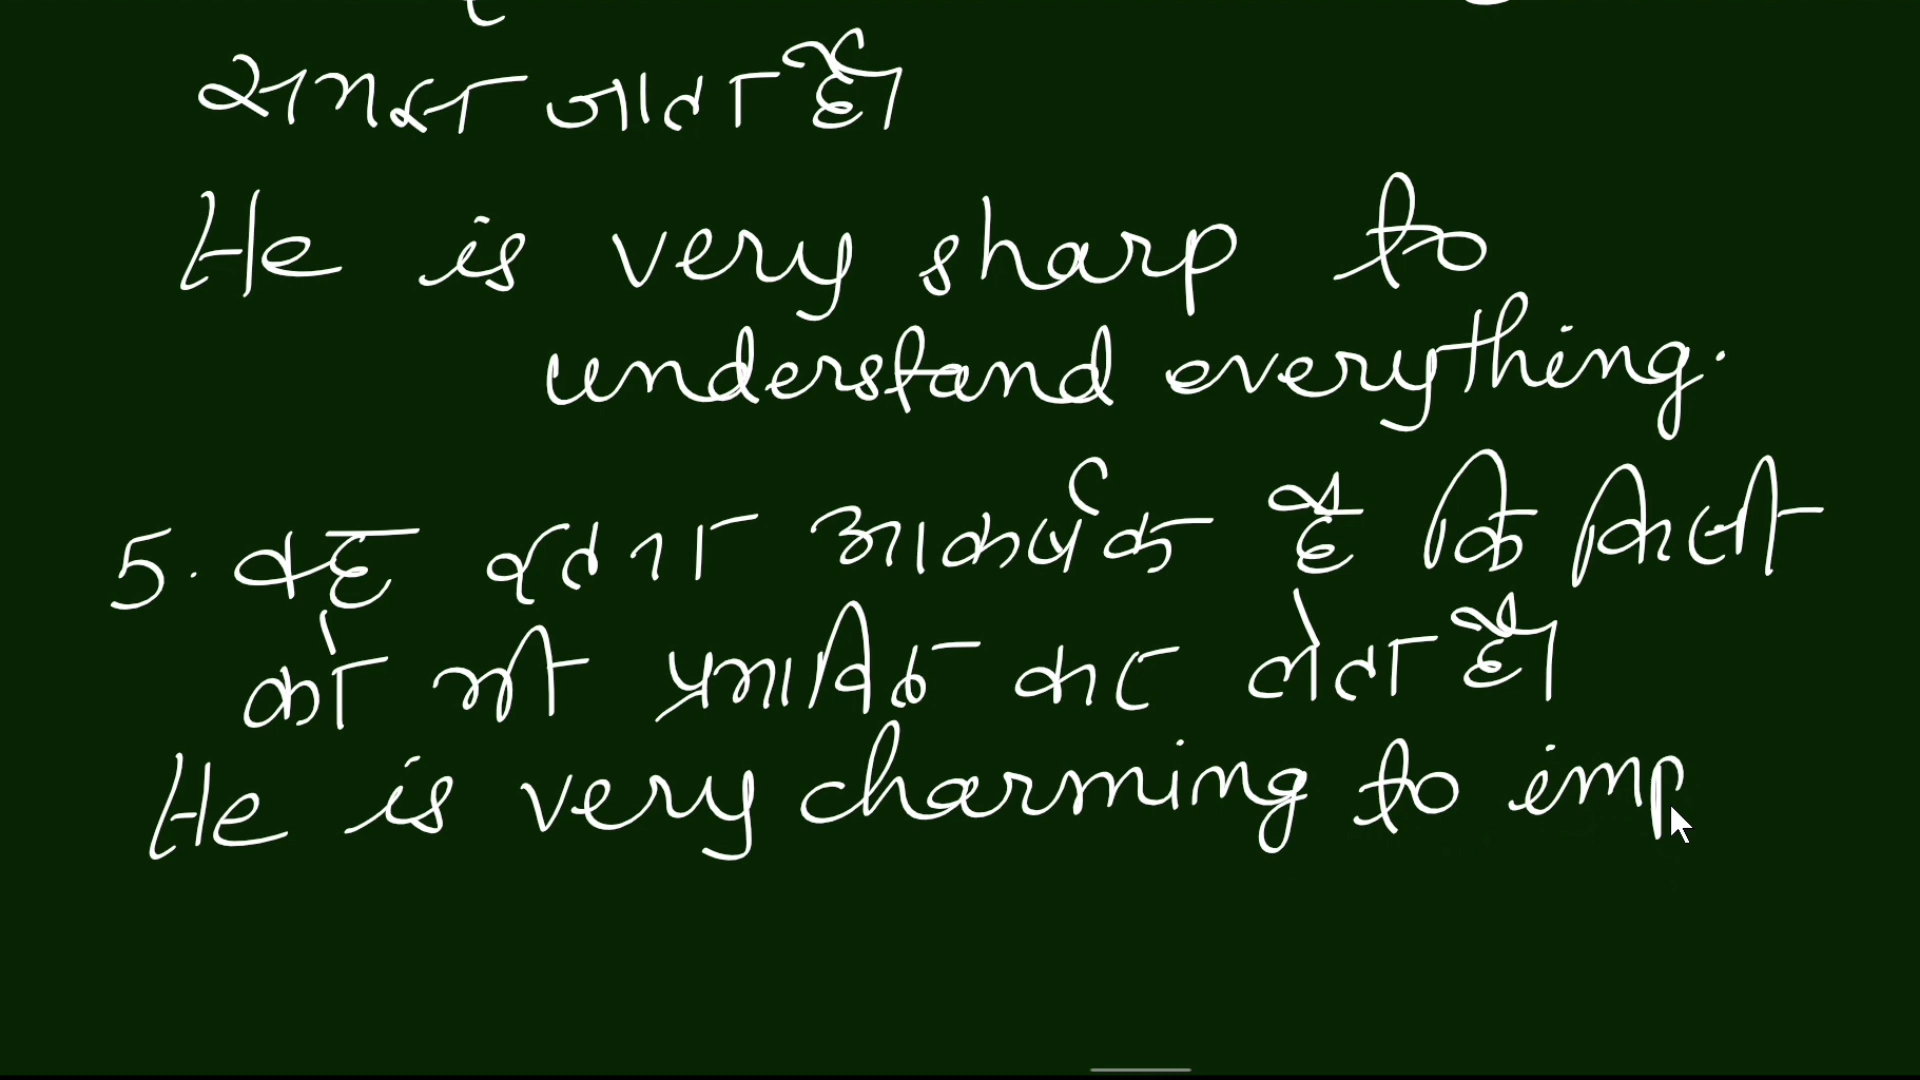 समझ जाता है।
He is very sharp to
understand everything.
5. वह इतना आकर्षक है कि किसी
को भी प्रभावित कर लेता है।
He is very charming to imp